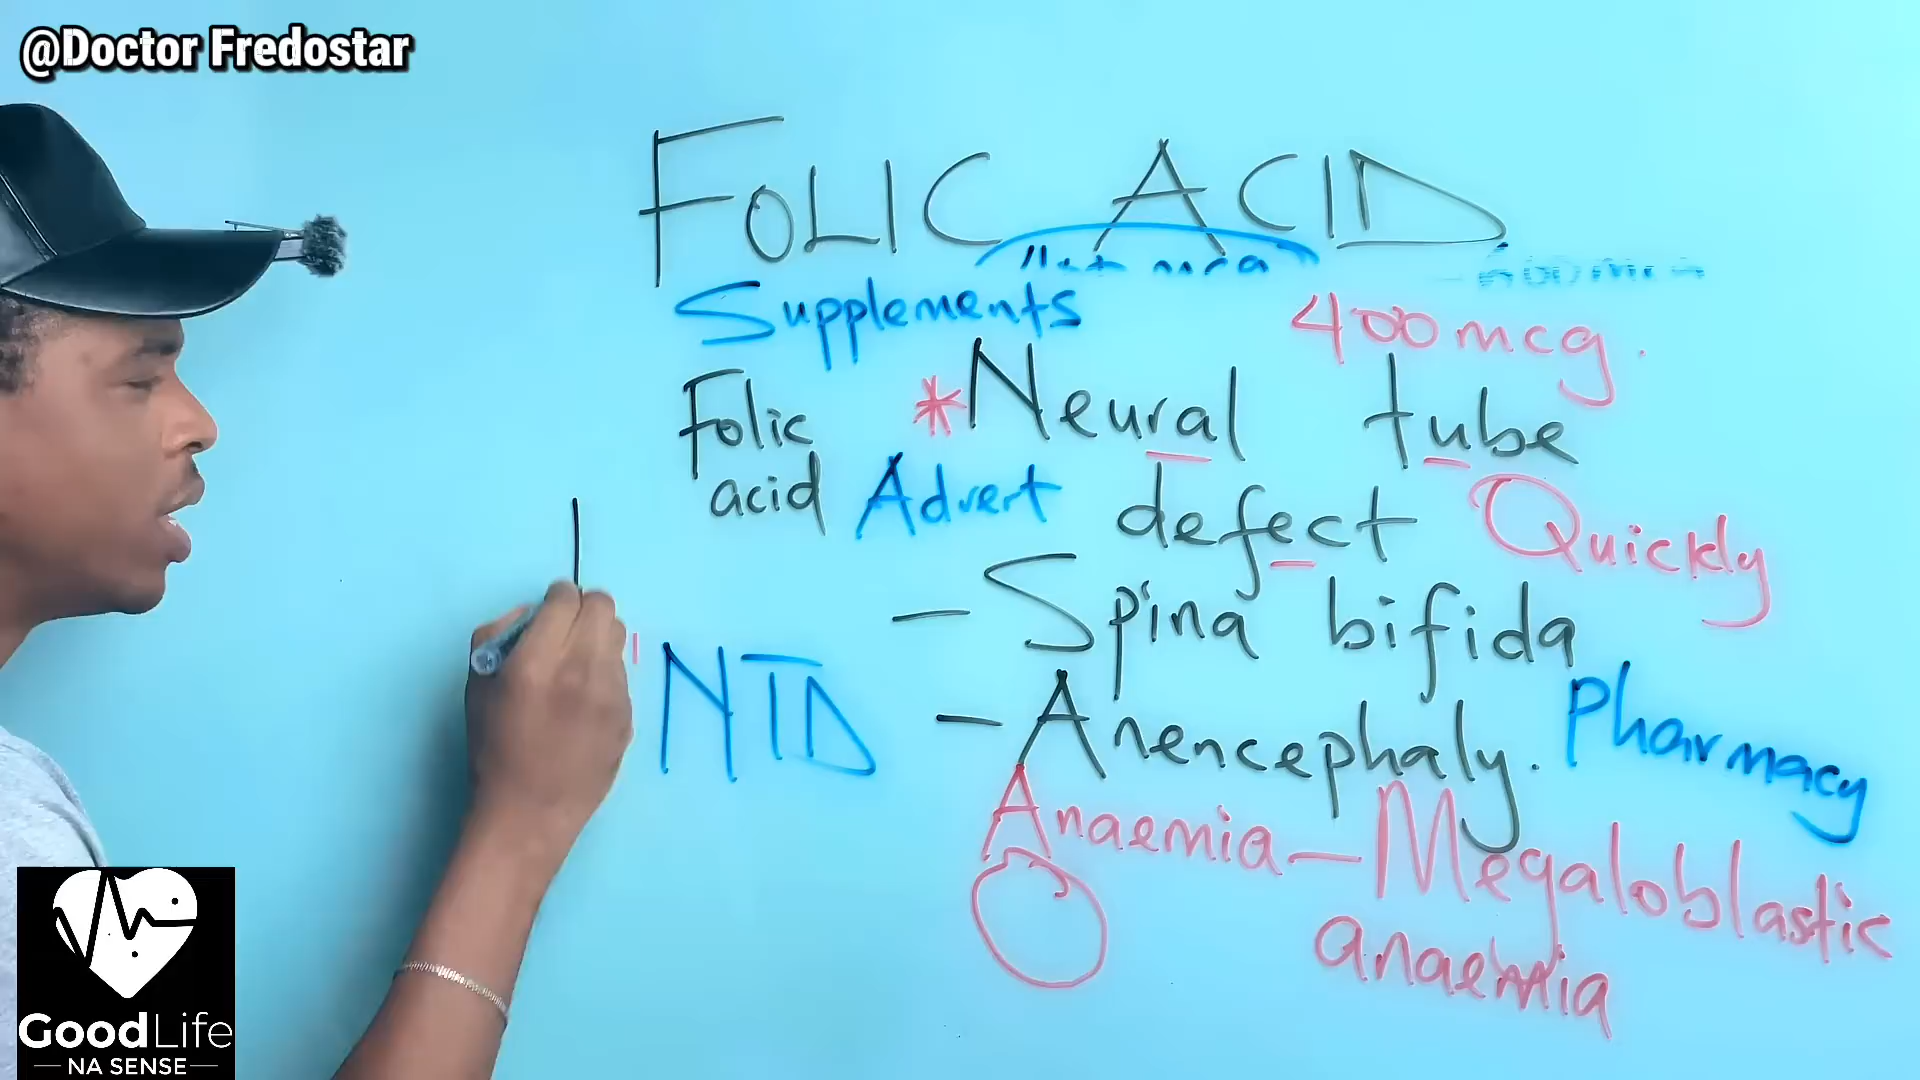 @Doctor Fredostar
FOLIC ACID
Supplements
400mcg.
Folic
acid
*Neural tube
defect
Advert
Quickly
- Spina bifida
NTD
- Anencephaly.
Pharmacy
Anaemia - Megaloblastic
anaemia
GOODLIFE
NA SENSE